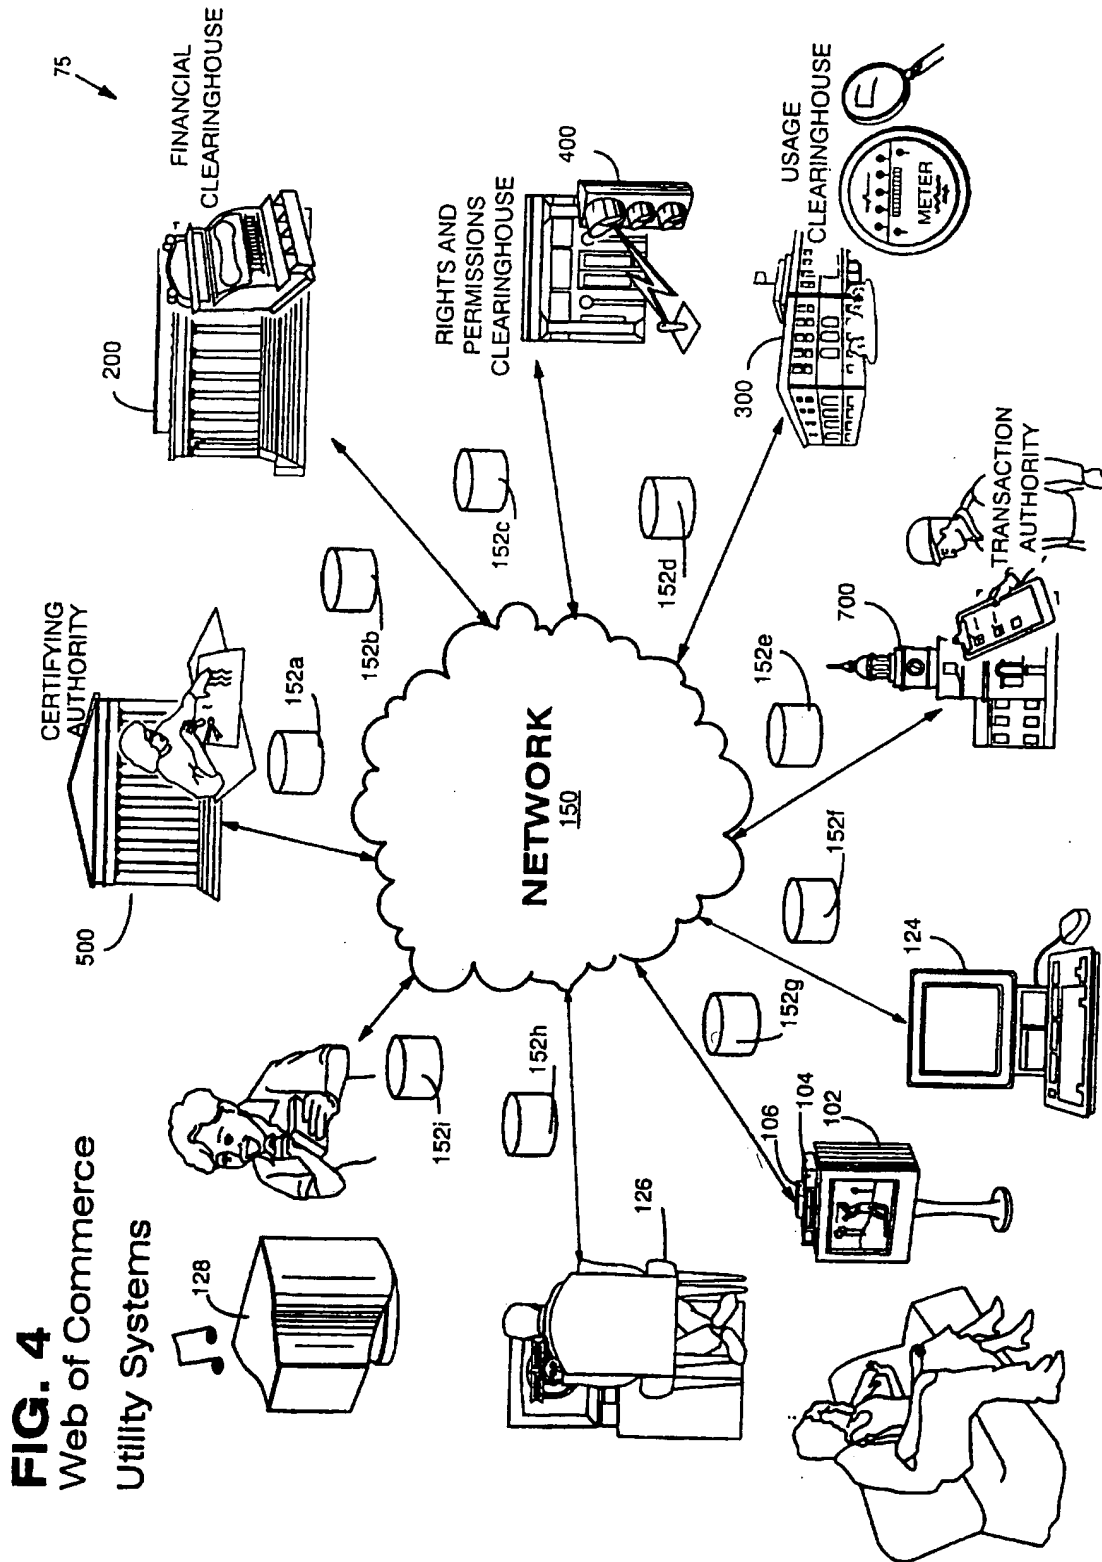 FIG. 4
Web of Commerce
Utility Systems
75
128
152i
500
CERTIFYING
AUTHORITY
152a
152b
200
FINANCIAL
CLEARINGHOUSE
152c
RIGHTS AND
PERMISSIONS
CLEARINGHOUSE
400
152d
USAGE
CLEARINGHOUSE
300
METER
NETWORK
150
126
152h
106
104
102
152g
124
152f
152e
700
TRANSACTION
AUTHORITY